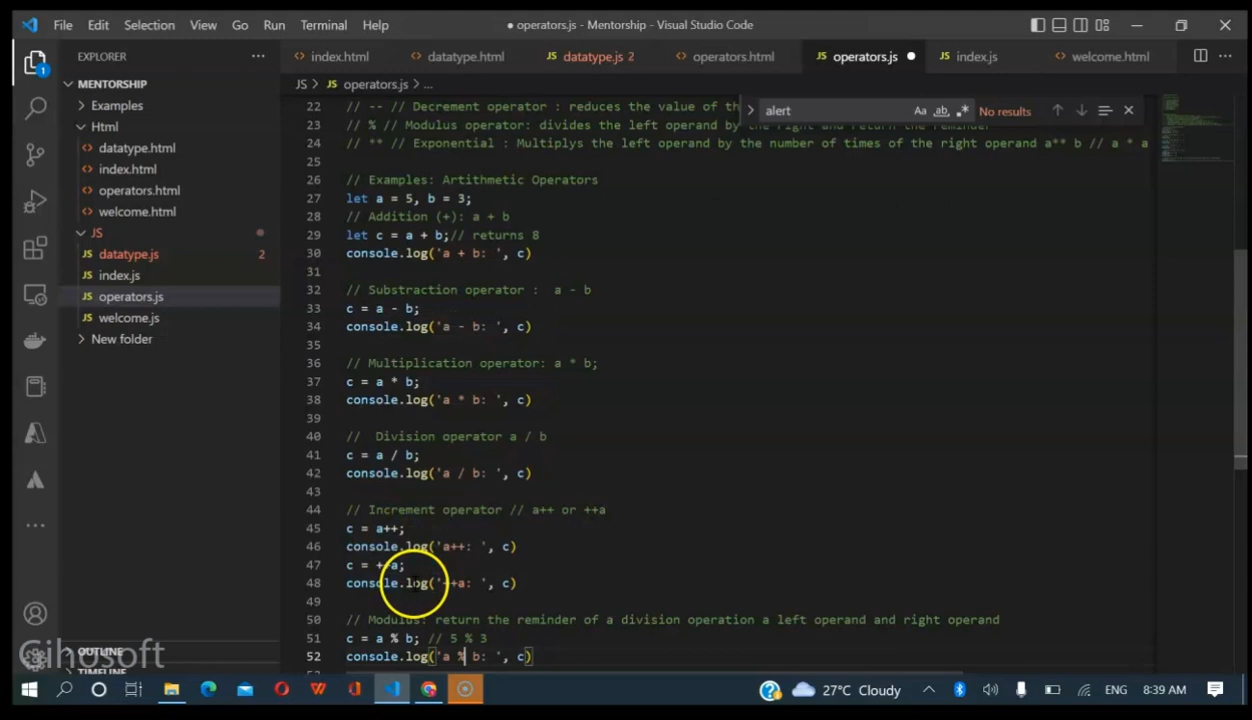 File Edit Selection View Go Run Terminal Help
● operators.js - Mentorship - Visual Studio Code
EXPLORER
index.html datatype.html JS datatype.js 2 operators.html JS operators.js JS index.js welcome.html
MENTORSHIP
JS > JS operators.js > ...
Examples
Html
datatype.html
index.html
operators.html
welcome.html
JS
JS datatype.js 2
JS index.js
JS operators.js
JS welcome.js
New folder
OUTLINE
TIMELINE
1
alert Aa ab No results
22 // -- // Decrement operator : reduces the value of th
23 // % // Modulus operator: divides the left operand by the right and return the reminder
24 // ** // Exponential : Multiplys the left operand by the number of times of the right operand a** b // a * a
25
26 // Examples: Artithmetic Operators
27 let a = 5, b = 3;
28 // Addition (+): a + b
29 let c = a + b;// returns 8
30 console.log('a + b: ', c)
31
32 // Substraction operator :  a - b
33 c = a - b;
34 console.log('a - b: ', c)
35
36 // Multiplication operator: a * b;
37 c = a * b;
38 console.log('a * b: ', c)
39
40 //  Division operator a / b
41 c = a / b;
42 console.log('a / b: ', c)
43
44 // Increment operator // a++ or ++a
45 c = a++;
46 console.log('a++: ', c)
47 c = ++a;
48 console.log('++a: ', c)
49
50 // Modulus: return the reminder of a division operation a left operand and right operand
51 c = a % b; // 5 % 3
52 console.log('a % b: ', c)
Gihosoft
27°C Cloudy ENG 8:39 AM